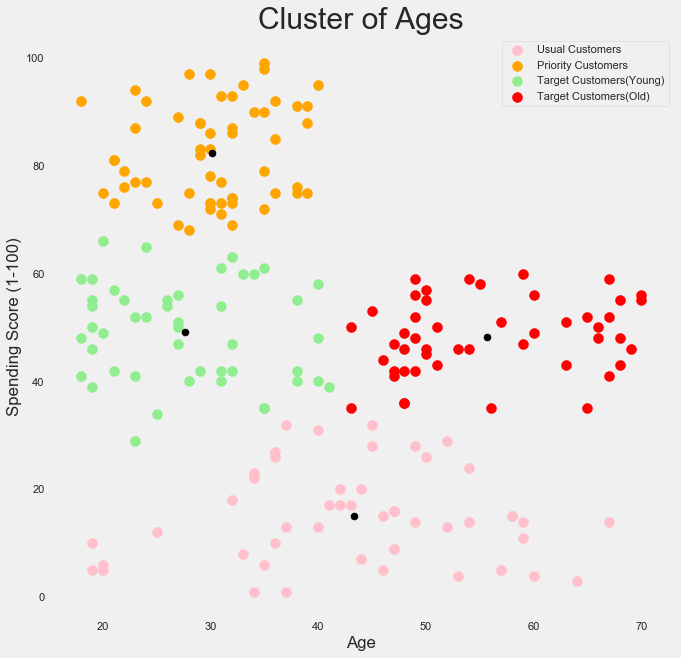 Cluster of Ages
Usual Customers
Priority Customers
Target Customers(Young)
Target Customers(Old)
Spending Score (1-100)
100
80
60
40
20
0
20 30 40 50 60 70
Age